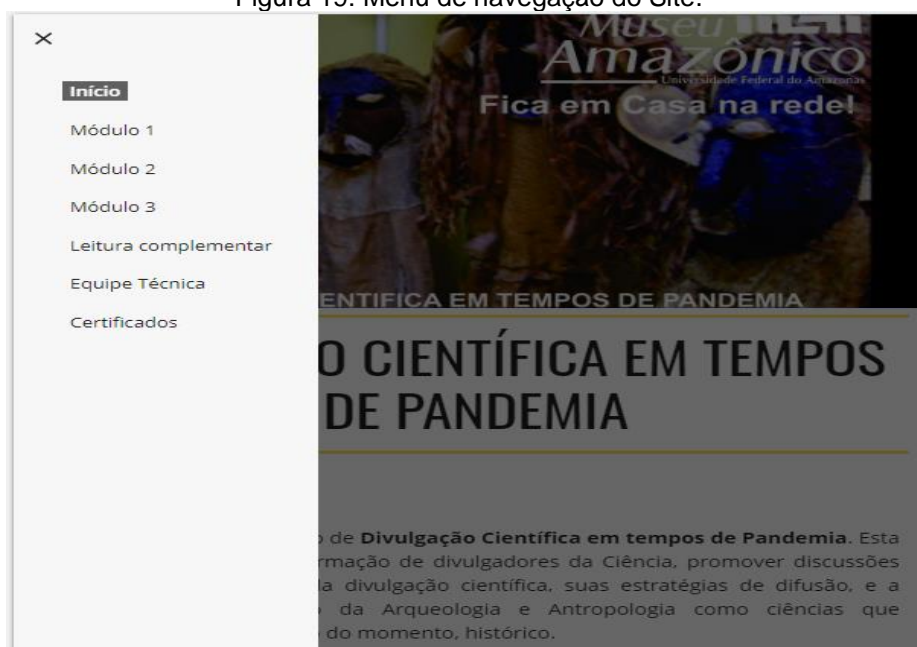 Figura 19: Menu de navegação do Site.
×
Início
Módulo 1
Módulo 2
Módulo 3
Leitura complementar
Equipe Técnica
Certificados
Museu
Amazônico
Universidade Federal do Amazonas
Fica em Casa na rede!
ENTIFICA EM TEMPOS DE PANDEMIA
O CIENTÍFICA EM TEMPOS
DE PANDEMIA
de Divulgação Científica em tempos de Pandemia. Esta
rmação de divulgadores da Ciência, promover discussões
la divulgação científica, suas estratégias de difusão, e a
da Arqueologia e Antropologia como ciências que
do momento, histórico.